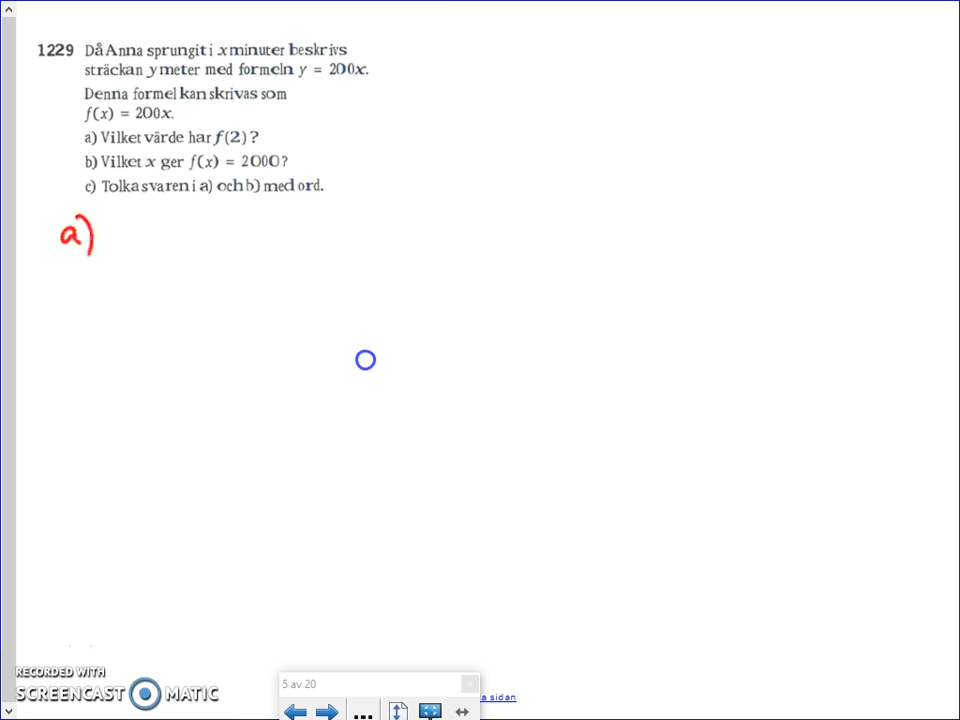 1229 Då Anna sprungit i x minuter beskrivs
sträckan y meter med formeln y = 200x.
Denna formel kan skrivas som
f(x) = 200x.
a) Vilket värde har f(2)?
b) Vilket x ger f(x) = 2000?
c) Tolka svaren i a) och b) med ord.
a)
RECORDED WITH
SCREENCAST MATIC
5 av 20
a sidan